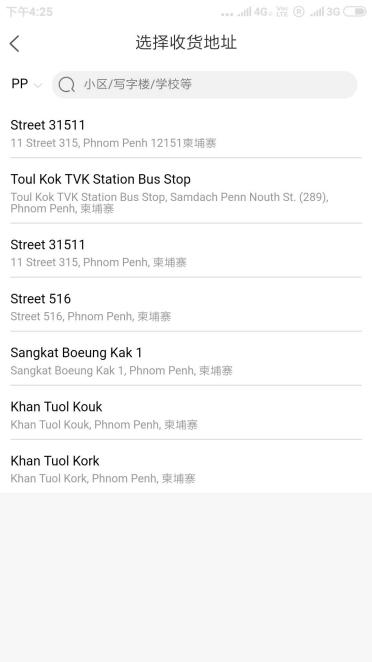 下午4:25
4G
VoLTE
R
3G
选择收货地址
PP
小区/写字楼/学校等
Street 31511
11 Street 315, Phnom Penh 12151柬埔寨
Toul Kok TVK Station Bus Stop
Toul Kok TVK Station Bus Stop, Samdach Penn Nouth St. (289),
Phnom Penh, 柬埔寨
Street 31511
11 Street 315, Phnom Penh, 柬埔寨
Street 516
Street 516, Phnom Penh, 柬埔寨
Sangkat Boeung Kak 1
Sangkat Boeung Kak 1, Phnom Penh, 柬埔寨
Khan Tuol Kouk
Khan Tuol Kouk, Phnom Penh, 柬埔寨
Khan Tuol Kork
Khan Tuol Kork, Phnom Penh, 柬埔寨